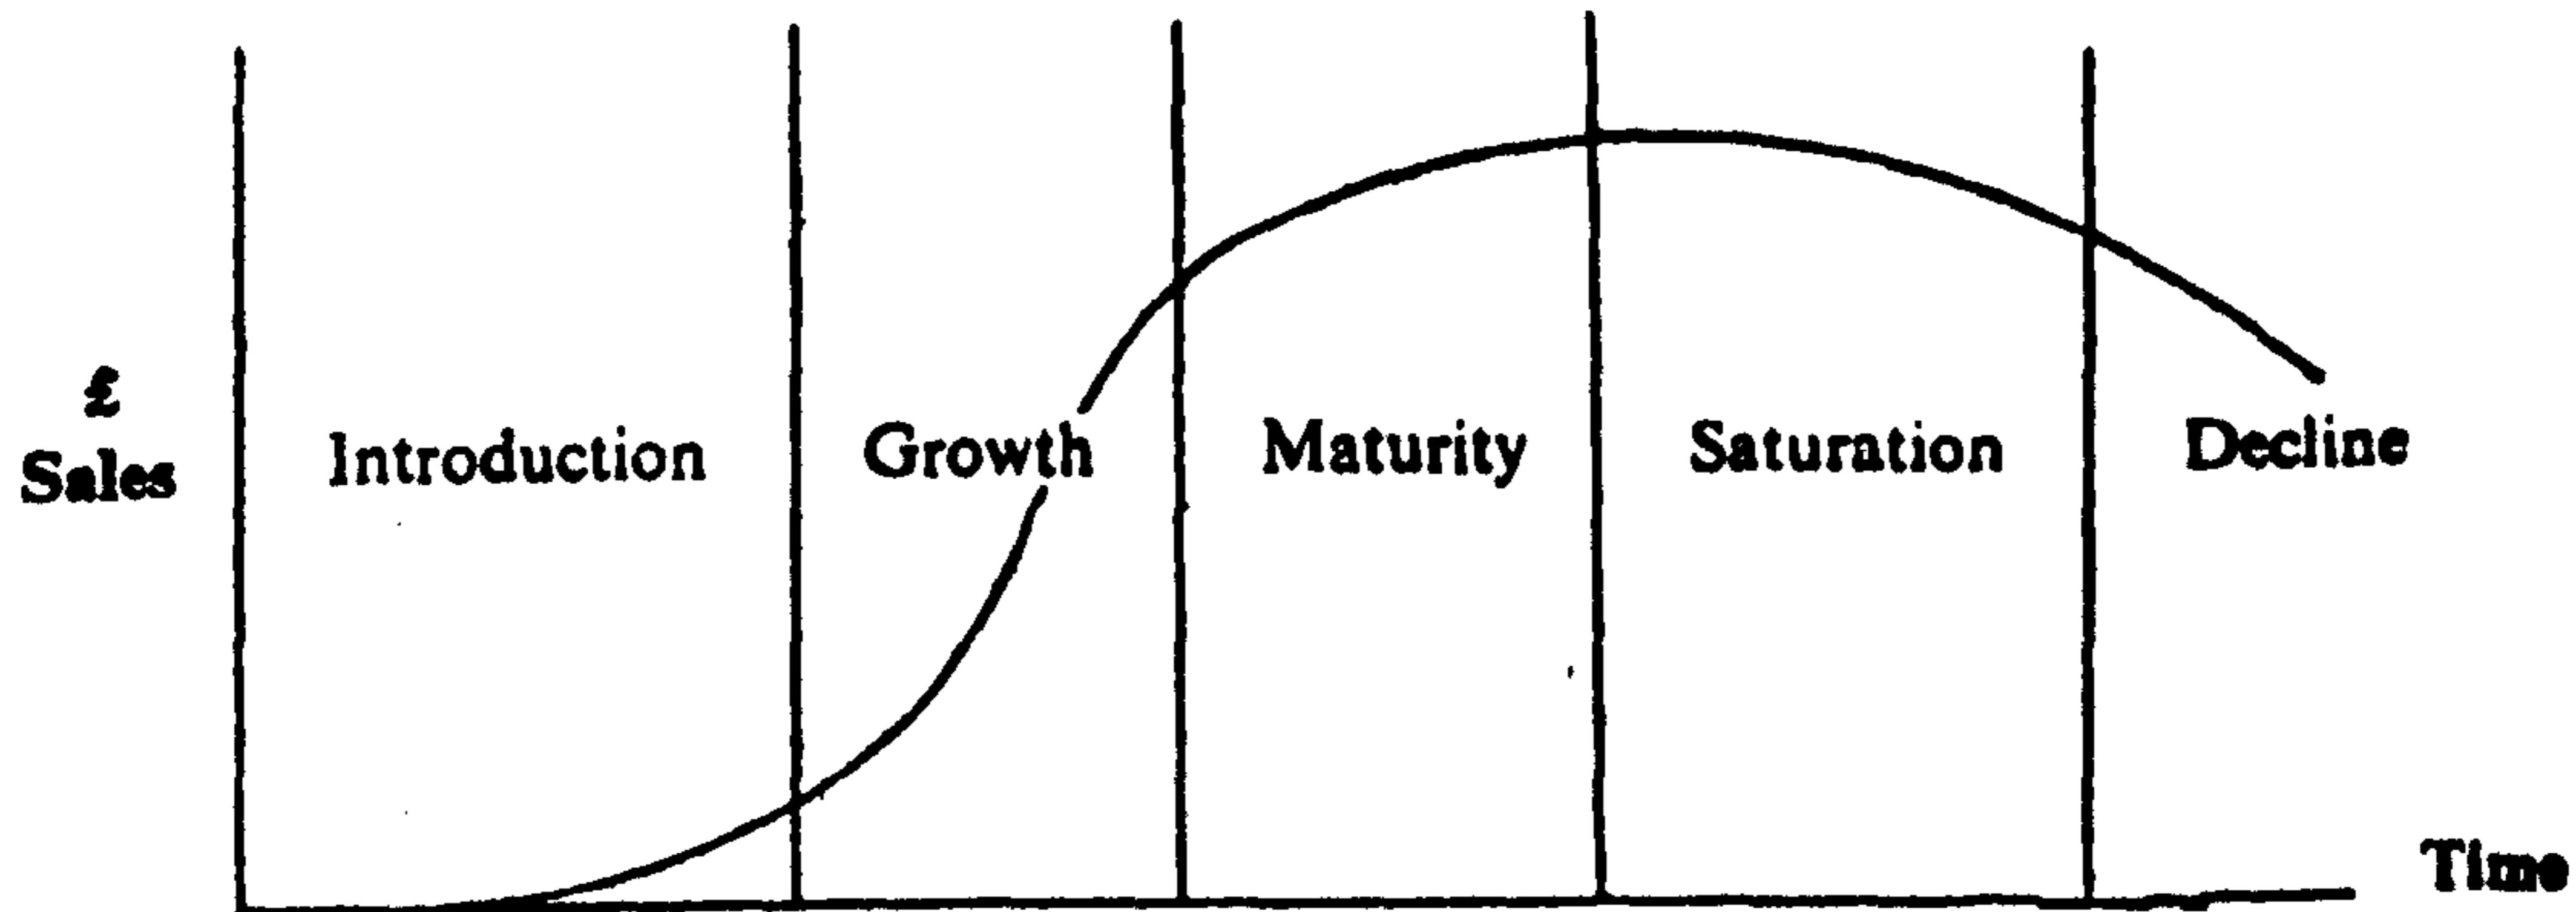 £
Sales
Introduction
Growth
Maturity
Saturation
Decline
Time